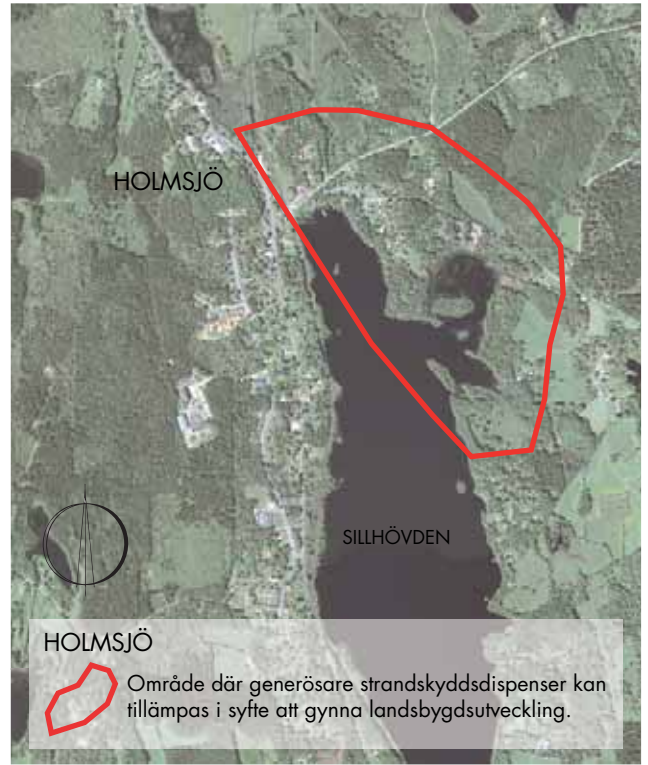 HOLMSJÖ
SILLHÖVDEN
HOLMSJÖ
Område där generösare strandskyddsdispenser kan
tillämpas i syfte att gynna landsbygdsutveckling.